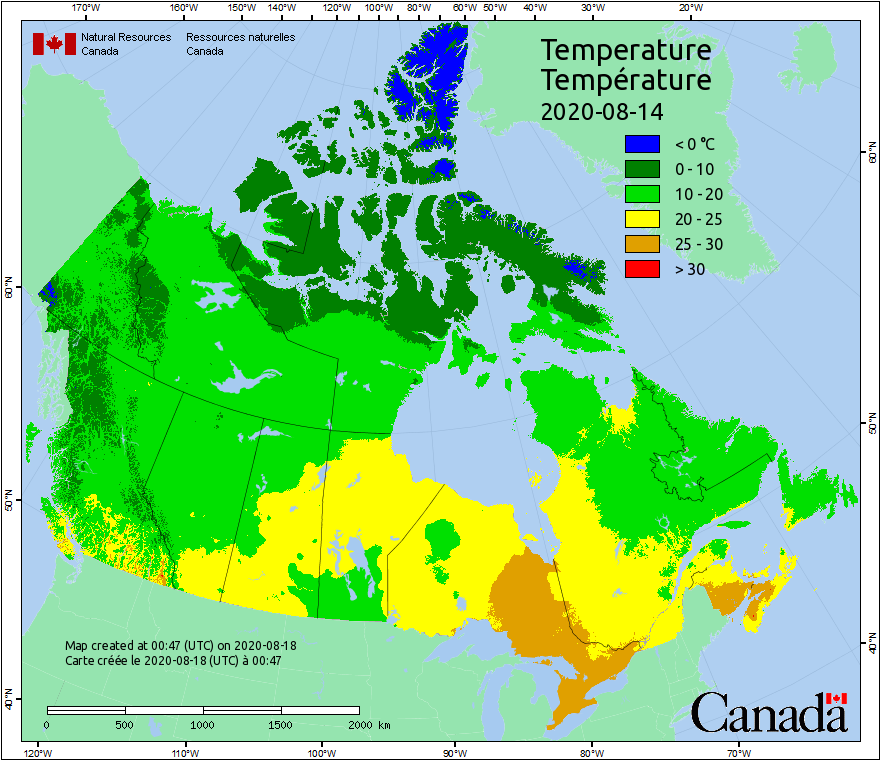 170°W 160°W 150°W 140°W 130°W 120°W 110°W 100°W 80°W 60°W 50°W 40°W 30°W 20°W
Natural Resources Ressources naturelles
Canada Canada
Temperature
Température
2020-08-14
< 0 °C
0 - 10
10 - 20
20 - 25
25 - 30
> 30
60°N
60°N
50°N
50°N
40°N
40°N
Map created at 00:47 (UTC) on 2020-08-18
Carte créée le 2020-08-18 (UTC) à 00:47
0 500 1000 1500 2000 km
Canada
120°W 110°W 100°W 90°W 80°W 70°W